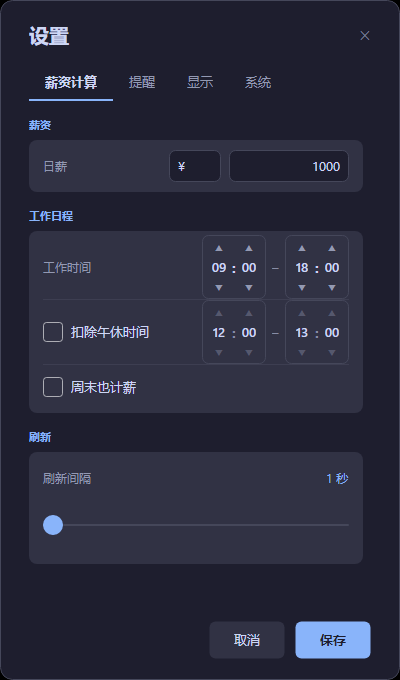 设置 ×
薪资计算 提醒 显示 系统
薪资
日薪 ¥ 1000
工作日程
工作时间 09 : 00 – 18 : 00
扣除午休时间 12 : 00 – 13 : 00
周末也计薪
刷新
刷新间隔 1 秒
取消 保存